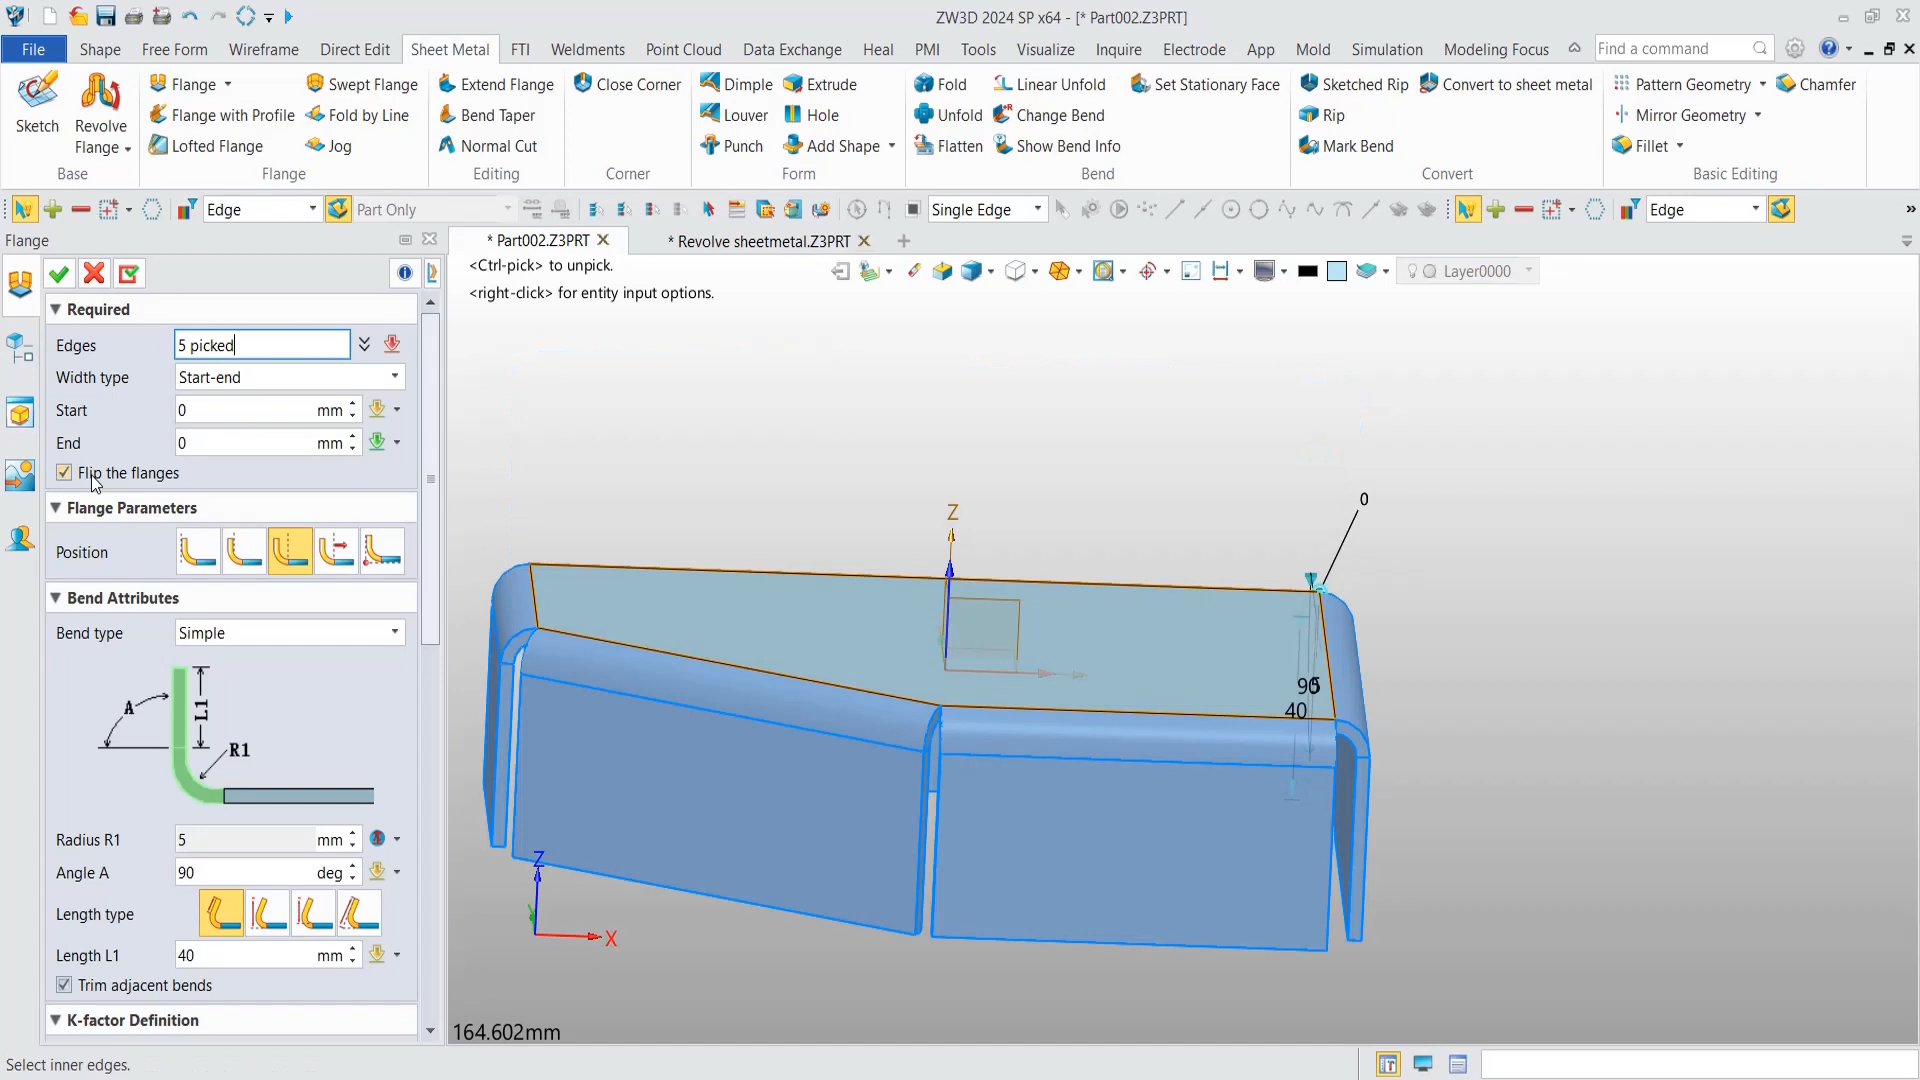 ZW3D 2024 SP x64 - [* Part002.Z3PRT]
File Shape Free Form Wireframe Direct Edit Sheet Metal FTI Weldments Point Cloud Data Exchange Heal PMI Tools Visualize Inquire Electrode App Mold Simulation Modeling Focus Find a command
Flange Swept Flange Extend Flange Close Corner Dimple Extrude Fold Linear Unfold Set Stationary Face Sketched Rip Convert to sheet metal Pattern Geometry Chamfer
Sketch Revolve Flange Flange with Profile Fold by Line Bend Taper Louver Hole Unfold Change Bend Rip Mirror Geometry
Lofted Flange Jog Normal Cut Punch Add Shape Flatten Show Bend Info Mark Bend Fillet
Base Flange Editing Corner Form Bend Convert Basic Editing
Edge Part Only Single Edge Edge
Flange * Part002.Z3PRT * Revolve sheetmetal.Z3PRT
<Ctrl-pick> to unpick.
<right-click> for entity input options.
Layer0000
Required
Edges 5 picked
Width type Start-end
Start 0 mm
End 0 mm
Flip the flanges
Flange Parameters
Position
Bend Attributes
Bend type Simple
A L1 R1
Radius R1 5 mm
Angle A 90 deg
Length type
Length L1 40 mm
Trim adjacent bends
K-factor Definition
Z
0
90
5
40
Z
X
164.602mm
Select inner edges.